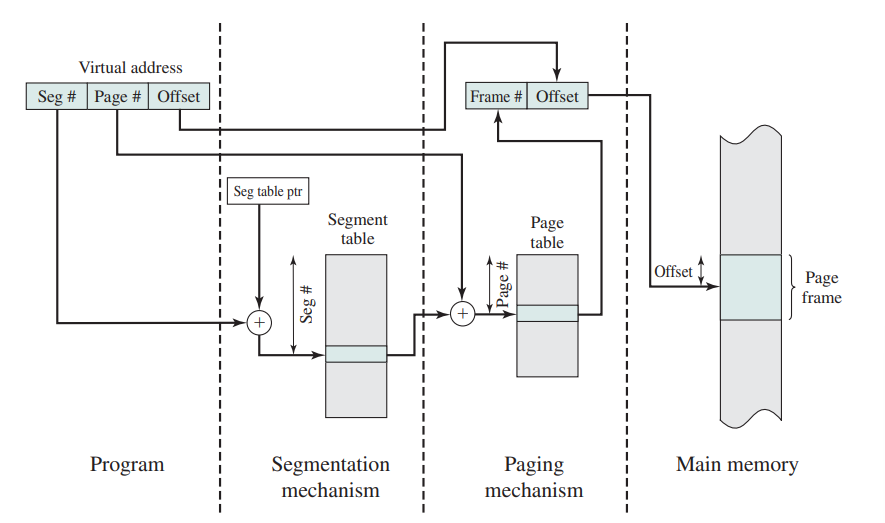 Virtual address
Seg # Page # Offset
Frame # Offset
Seg table ptr
Segment
table
Seg #
Page
table
Page #
Offset
Page
frame
+
+
Program
Segmentation
mechanism
Paging
mechanism
Main memory